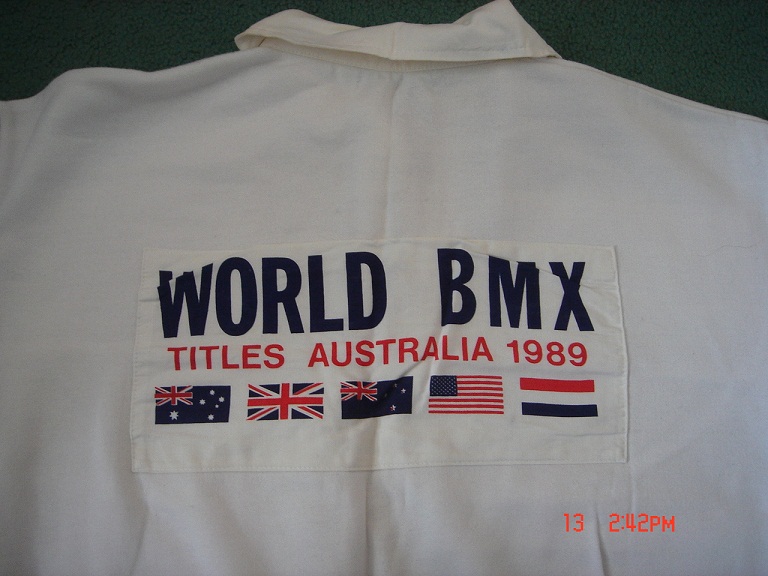 WORLD BMX
TITLES AUSTRALIA 1989
13 2:42PM